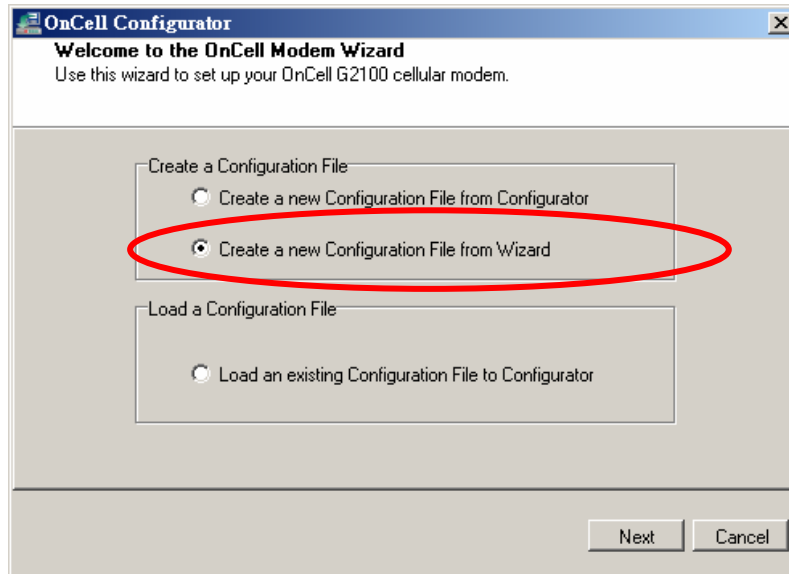 OnCell Configurator
Welcome to the OnCell Modem Wizard
Use this wizard to set up your OnCell G2100 cellular modem.
Create a Configuration File
Create a new Configuration File from Configurator
Create a new Configuration File from Wizard
Load a Configuration File
Load an existing Configuration File to Configurator
Next
Cancel